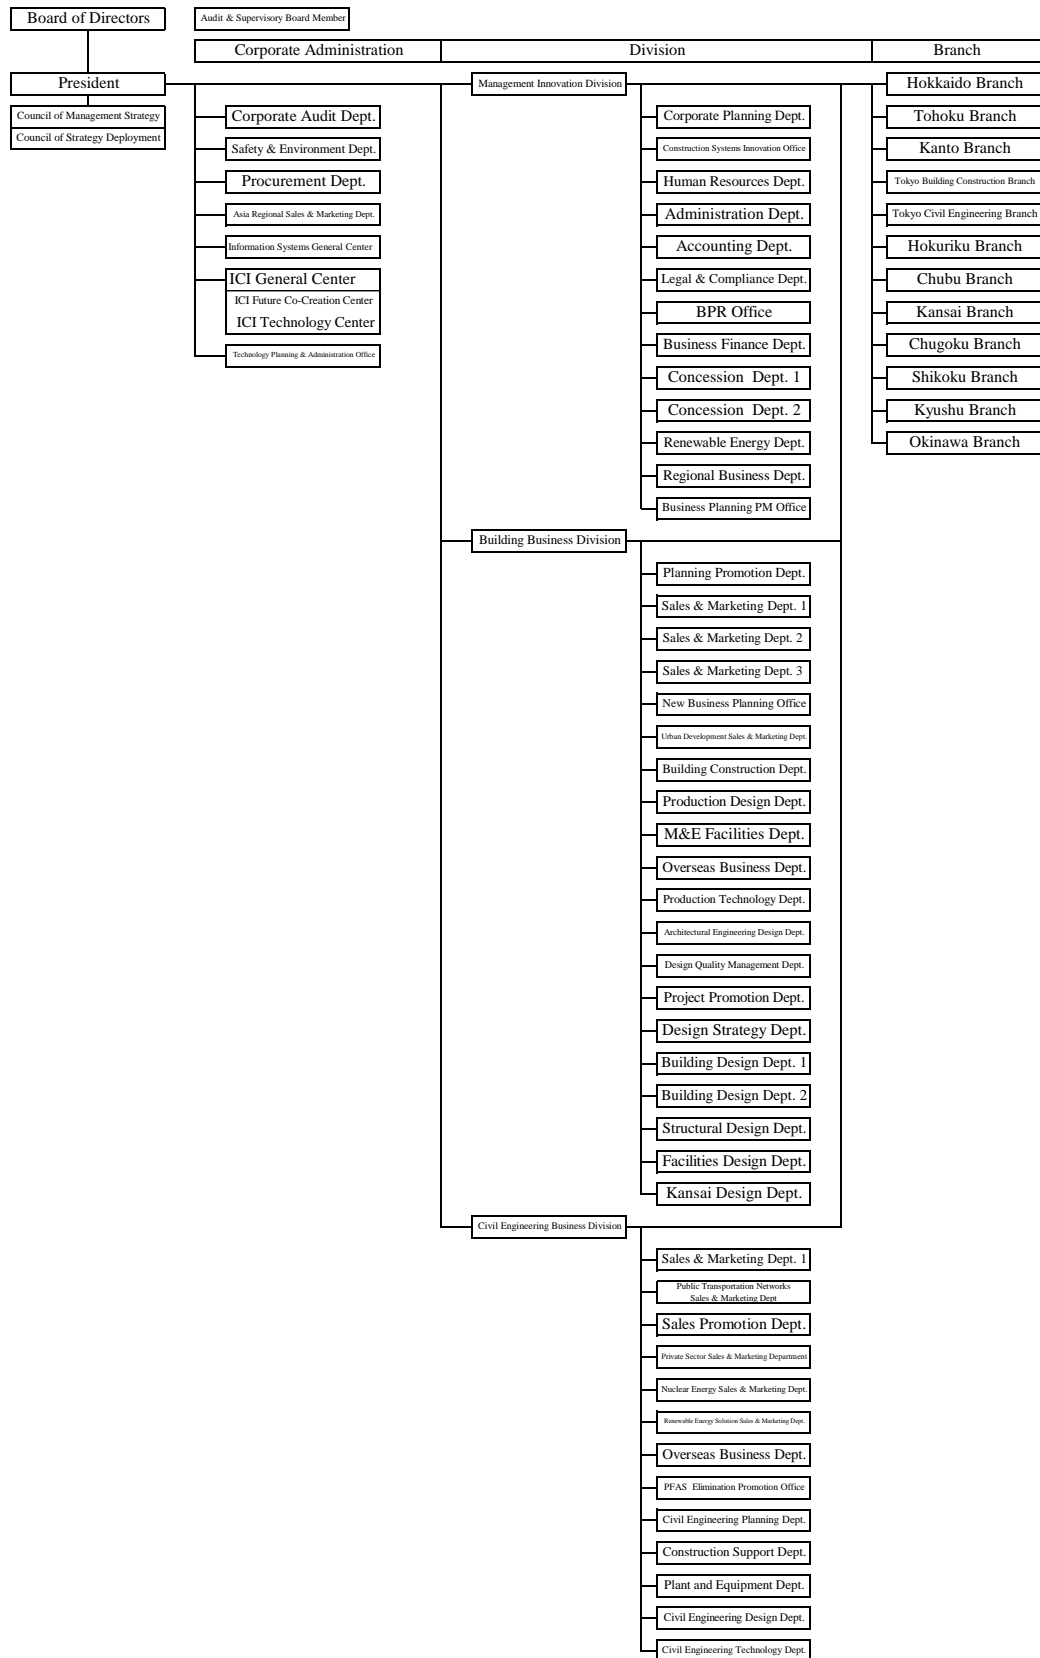 Board of Directors
Audit & Supervisory Board Member
Corporate Administration
Division
Branch
President
Council of Management Strategy
Council of Strategy Deployment
Corporate Audit Dept.
Safety & Environment Dept.
Procurement Dept.
Asia Regional Sales & Marketing Dept.
Information Systems General Center
ICI General Center
ICI Future Co-Creation Center
ICI Technology Center
Technology Planning & Administration Office
Management Innovation Division
Corporate Planning Dept.
Construction Systems Innovation Office
Human Resources Dept.
Administration Dept.
Accounting Dept.
Legal & Compliance Dept.
BPR Office
Business Finance Dept.
Concession Dept. 1
Concession Dept. 2
Renewable Energy Dept.
Regional Business Dept.
Business Planning PM Office
Building Business Division
Planning Promotion Dept.
Sales & Marketing Dept. 1
Sales & Marketing Dept. 2
Sales & Marketing Dept. 3
New Business Planning Office
Urban Development Sales & Marketing Dept.
Building Construction Dept.
Production Design Dept.
M&E Facilities Dept.
Overseas Business Dept.
Production Technology Dept.
Architectural Engineering Design Dept.
Design Quality Management Dept.
Project Promotion Dept.
Design Strategy Dept.
Building Design Dept. 1
Building Design Dept. 2
Structural Design Dept.
Facilities Design Dept.
Kansai Design Dept.
Civil Engineering Business Division
Sales & Marketing Dept. 1
Public Transportation Networks
Sales & Marketing Dept
Sales Promotion Dept.
Private Sector Sales & Marketing Department
Nuclear Energy Sales & Marketing Dept.
Renewable Energy Solution Sales & Marketing Dept.
Overseas Business Dept.
PFAS Elimination Promotion Office
Civil Engineering Planning Dept.
Construction Support Dept.
Plant and Equipment Dept.
Civil Engineering Design Dept.
Civil Engineering Technology Dept.
Hokkaido Branch
Tohoku Branch
Kanto Branch
Tokyo Building Construction Branch
Tokyo Civil Engineering Branch
Hokuriku Branch
Chubu Branch
Kansai Branch
Chugoku Branch
Shikoku Branch
Kyushu Branch
Okinawa Branch